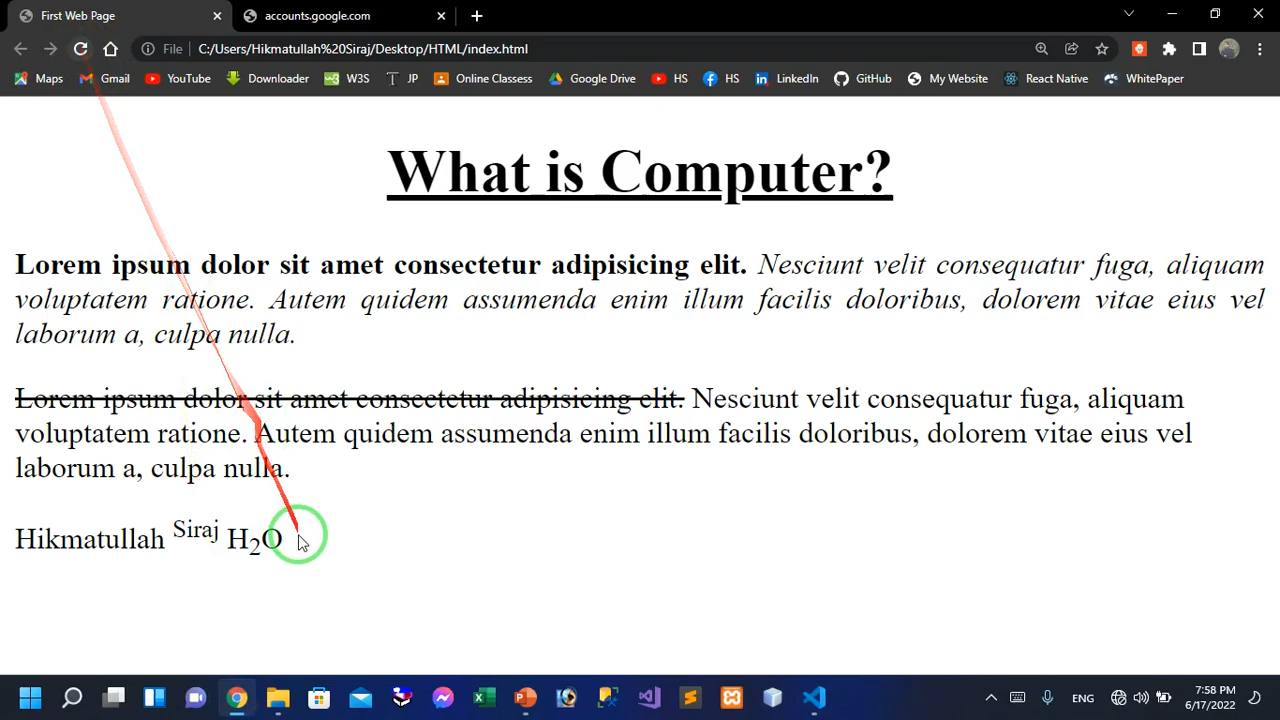 First Web Page
accounts.google.com
File C:/Users/Hikmatullah%20Siraj/Desktop/HTML/index.html
Maps Gmail YouTube Downloader W3S JP Online Classess Google Drive HS HS LinkedIn GitHub My Website React Native WhitePaper
What is Computer?
Lorem ipsum dolor sit amet consectetur adipisicing elit. Nesciunt velit consequatur fuga, aliquam
voluptatem ratione. Autem quidem assumenda enim illum facilis doloribus, dolorem vitae eius vel
laborum a, culpa nulla.
Lorem ipsum dolor sit amet consectetur adipisicing elit. Nesciunt velit consequatur fuga, aliquam
voluptatem ratione. Autem quidem assumenda enim illum facilis doloribus, dolorem vitae eius vel
laborum a, culpa nulla.
Hikmatullah Siraj H2O
ENG
7:58 PM
6/17/2022